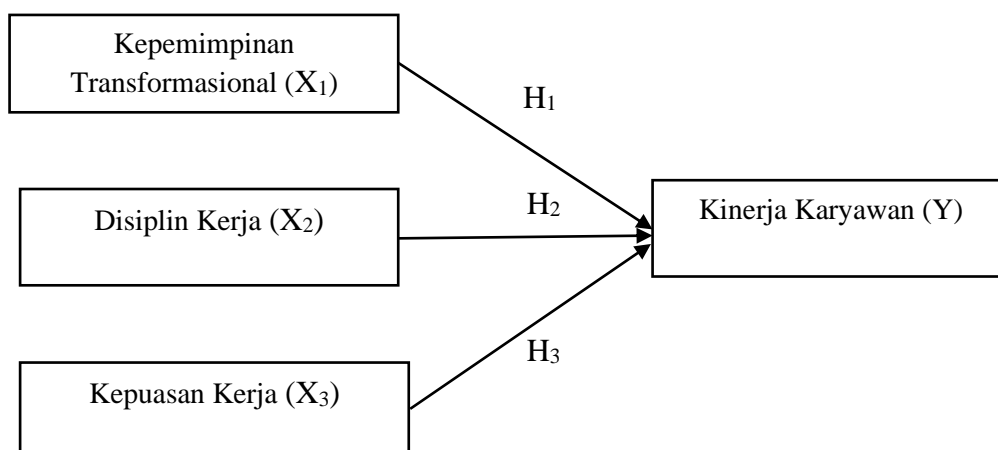 Kepemimpinan
Transformasional (X₁)
H₁
Disiplin Kerja (X₂)
H₂
Kinerja Karyawan (Y)
H₃
Kepuasan Kerja (X₃)